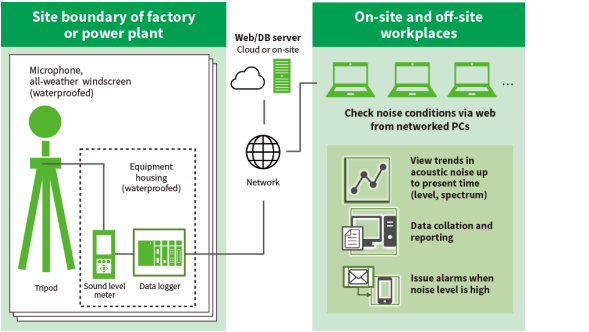 Site boundary of factory
or power plant
Microphone,
all-weather windscreen
(waterproofed)
Equipment
housing
(waterproofed)
Tripod
Sound level
meter
Data logger
Web/DB server
Cloud or on-site
Network
On-site and off-site
workplaces
...
Check noise conditions via web
from networked PCs
View trends in
acoustic noise up
to present time
(level, spectrum)
Data collation and
reporting
Issue alarms when
noise level is high